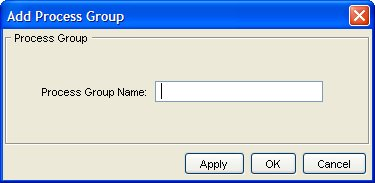 Add Process Group
Process Group
Process Group Name:
Apply OK Cancel